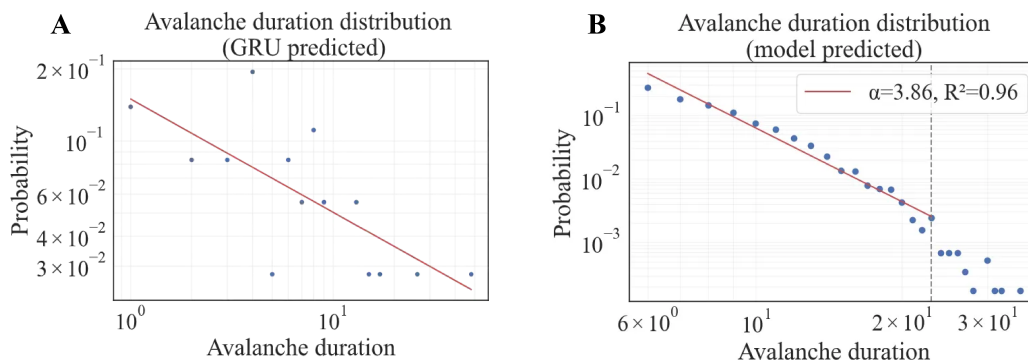 A
Avalanche duration distribution
(GRU predicted)
2 × 10⁻¹
10⁻¹
6 × 10⁻²
4 × 10⁻²
3 × 10⁻²
Probability
10⁰
10¹
Avalanche duration
B
Avalanche duration distribution
(model predicted)
α=3.86, R²=0.96
10⁻¹
10⁻²
10⁻³
Probability
6 × 10⁰
10¹
2 × 10¹
3 × 10¹
Avalanche duration